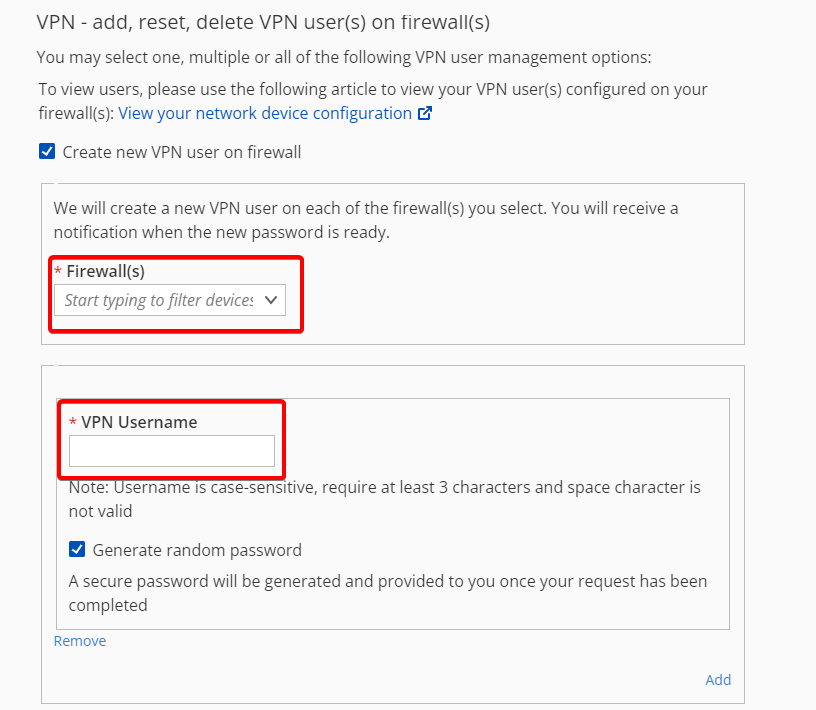 VPN - add, reset, delete VPN user(s) on firewall(s)
You may select one, multiple or all of the following VPN user management options:
To view users, please use the following article to view your VPN user(s) configured on your
firewall(s): View your network device configuration
Create new VPN user on firewall
We will create a new VPN user on each of the firewall(s) you select. You will receive a
notification when the new password is ready.
* Firewall(s)
Start typing to filter devices
* VPN Username
Note: Username is case-sensitive, require at least 3 characters and space character is
not valid
Generate random password
A secure password will be generated and provided to you once your request has been
completed
Remove
Add